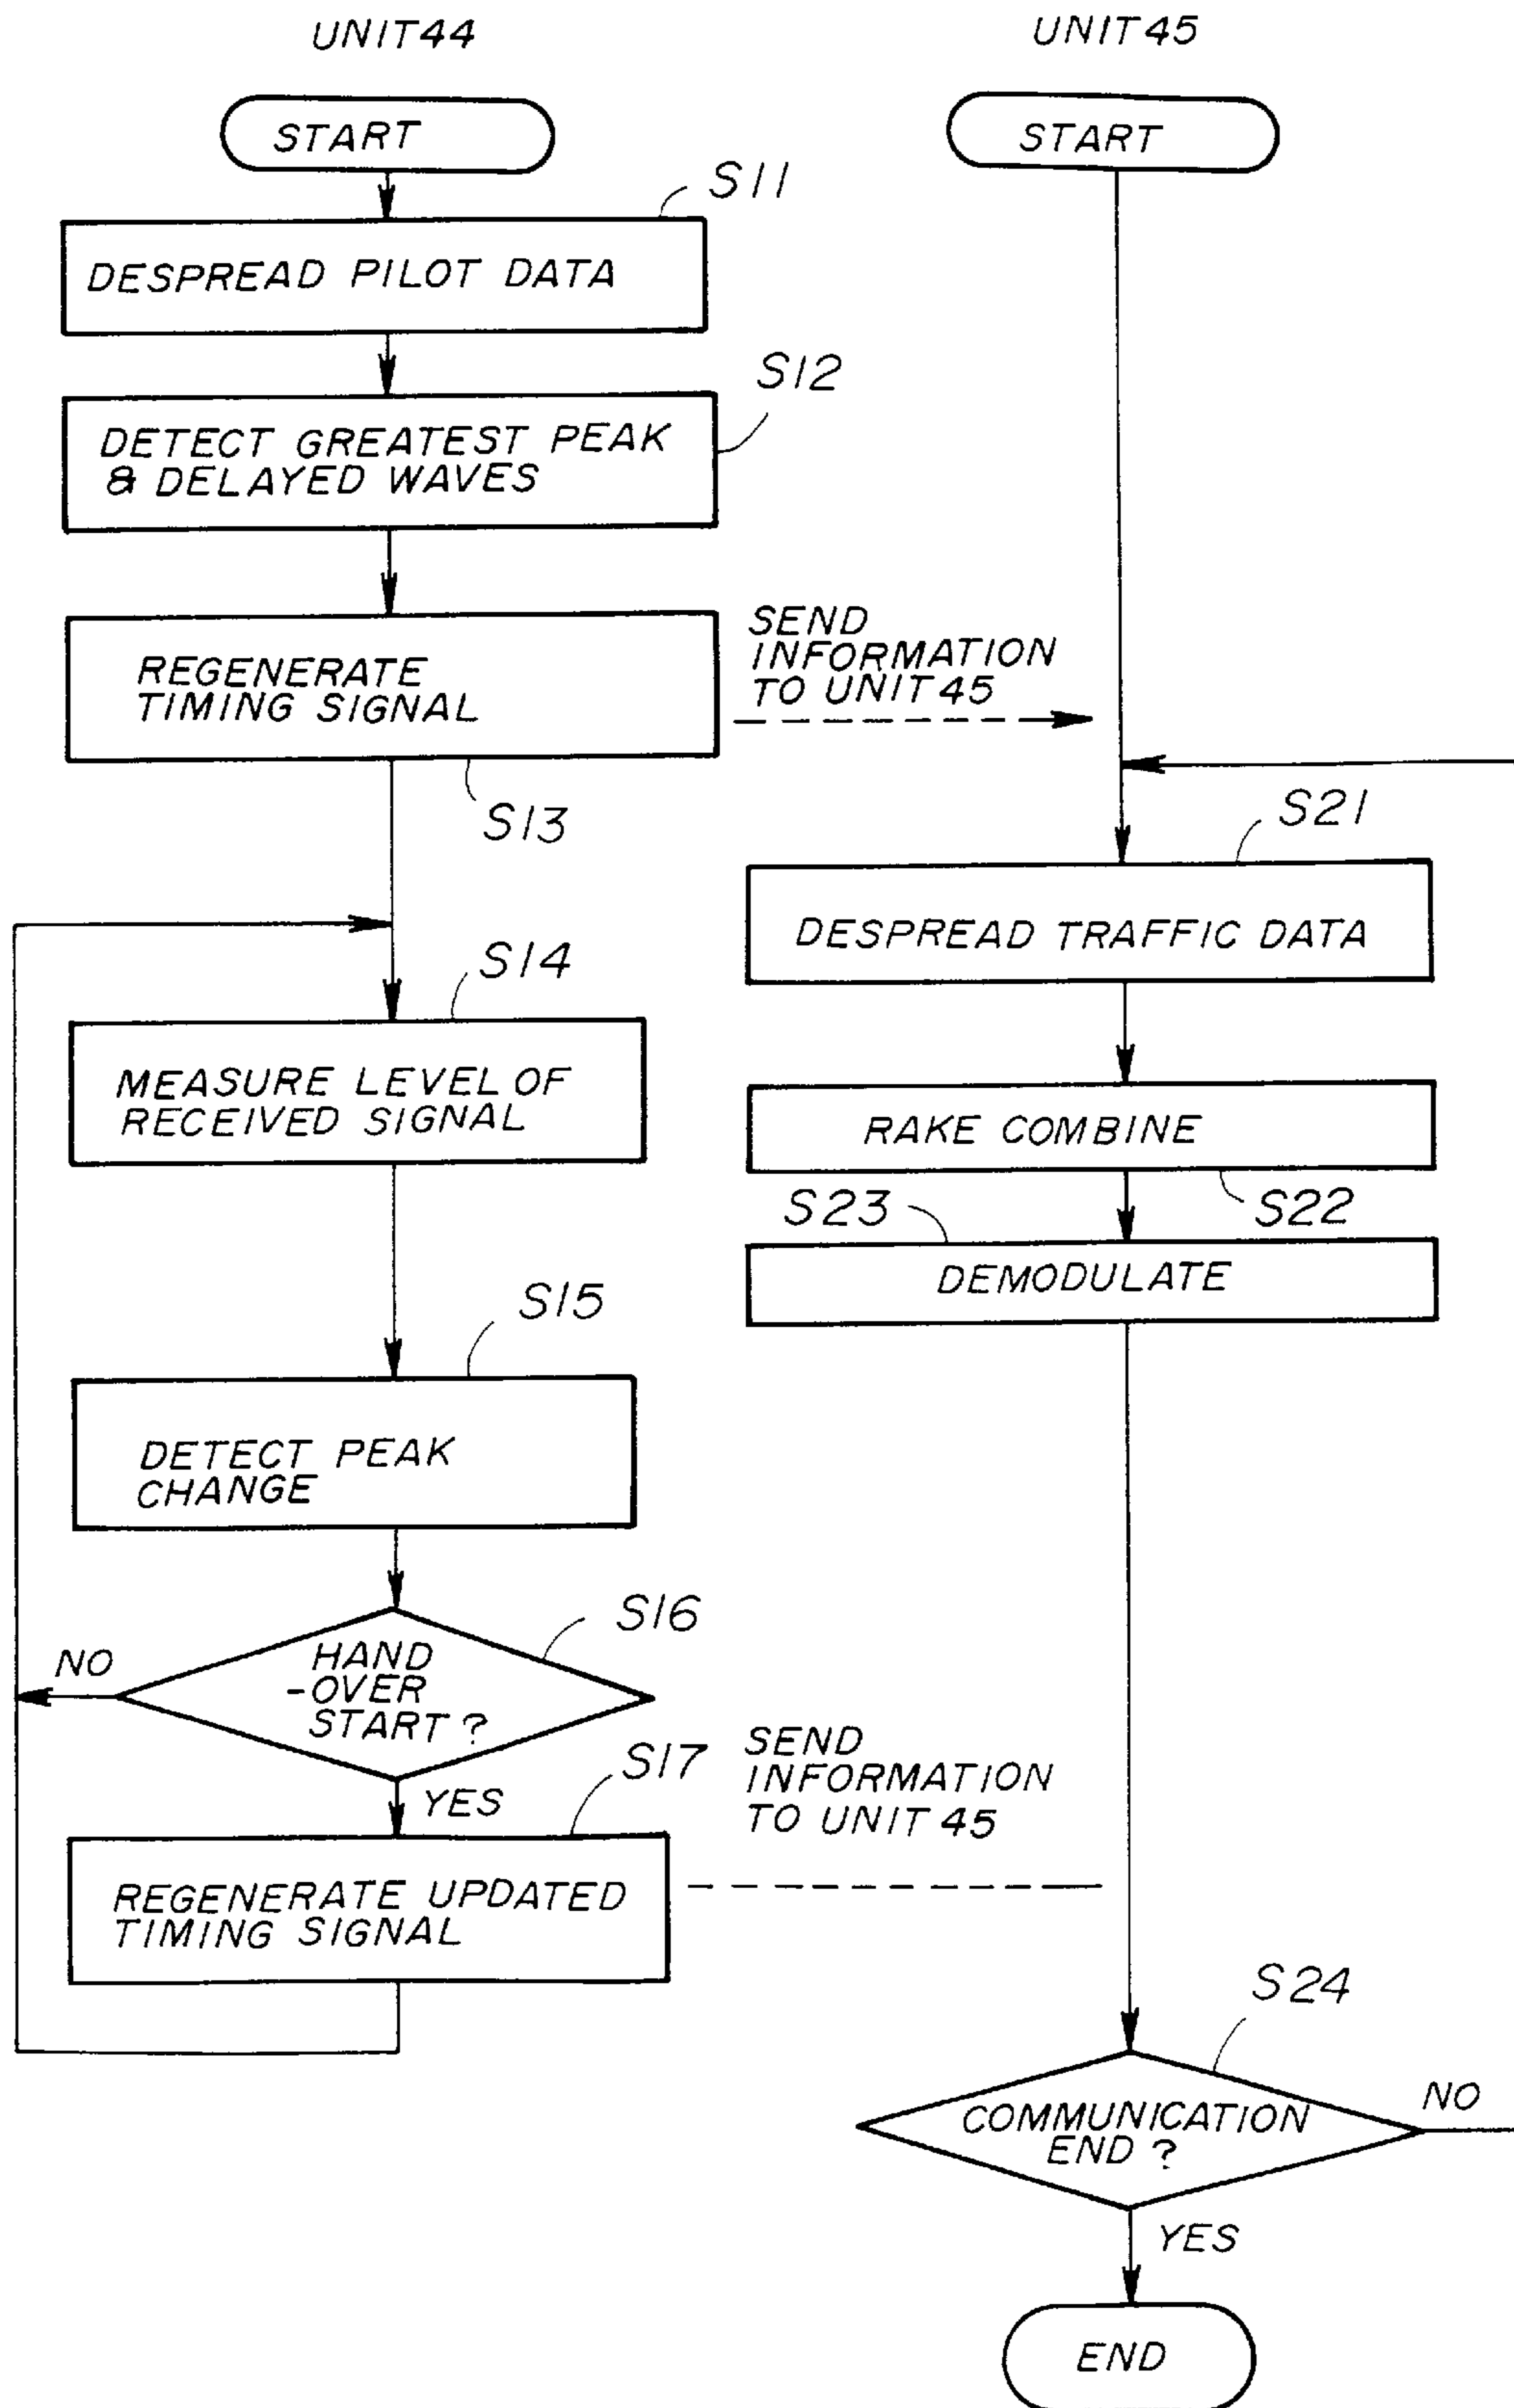 UNIT44
START
S11
DESPREAD PILOT DATA
S12
DETECT GREATEST PEAK
& DELAYED WAVES
REGENERATE
TIMING SIGNAL
S13
SEND
INFORMATION
TO UNIT45
S14
MEASURE LEVEL OF
RECEIVED SIGNAL
S15
DETECT PEAK
CHANGE
S16
HAND
-OVER
START?
NO
YES
S17
REGENERATE UPDATED
TIMING SIGNAL
SEND
INFORMATION
TO UNIT 45
UNIT45
START
S21
DESPREAD TRAFFIC DATA
RAKE COMBINE
S22
S23
DEMODULATE
S24
COMMUNICATION
END?
NO
YES
END